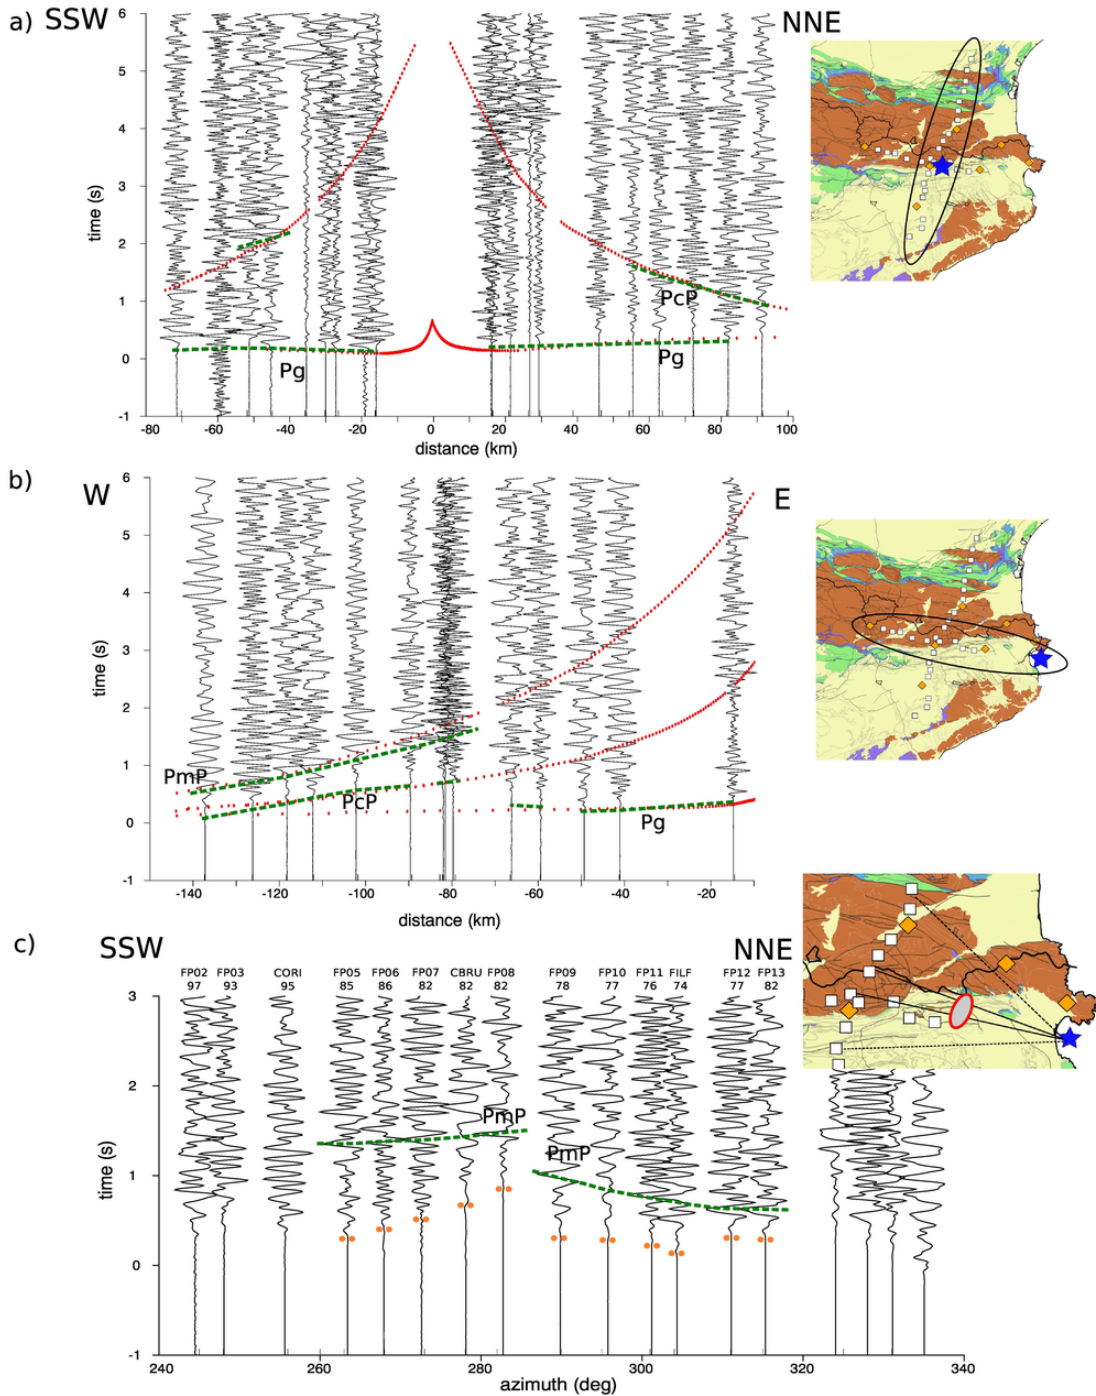 a) SSW NNE
6
5
4
3
2
1
0
-1
time (s)
PcP
Pg
Pg
-80 -60 -40 -20 0 20 40 60 80 100
distance (km)
b) W E
6
5
4
3
2
1
0
-1
time (s)
PmP
PcP
Pg
-140 -120 -100 -80 -60 -40 -20
distance (km)
c) SSW NNE
FP02 FP03 CORI FP05 FP06 FP07 CBRU FP08 FP09 FP10 FP11 FILF FP12 FP13
97 93 95 85 86 82 82 82 78 77 76 74 77 82
3
2
1
0
-1
time (s)
PmP
PmP
240 260 280 300 320 340
azimuth (deg)